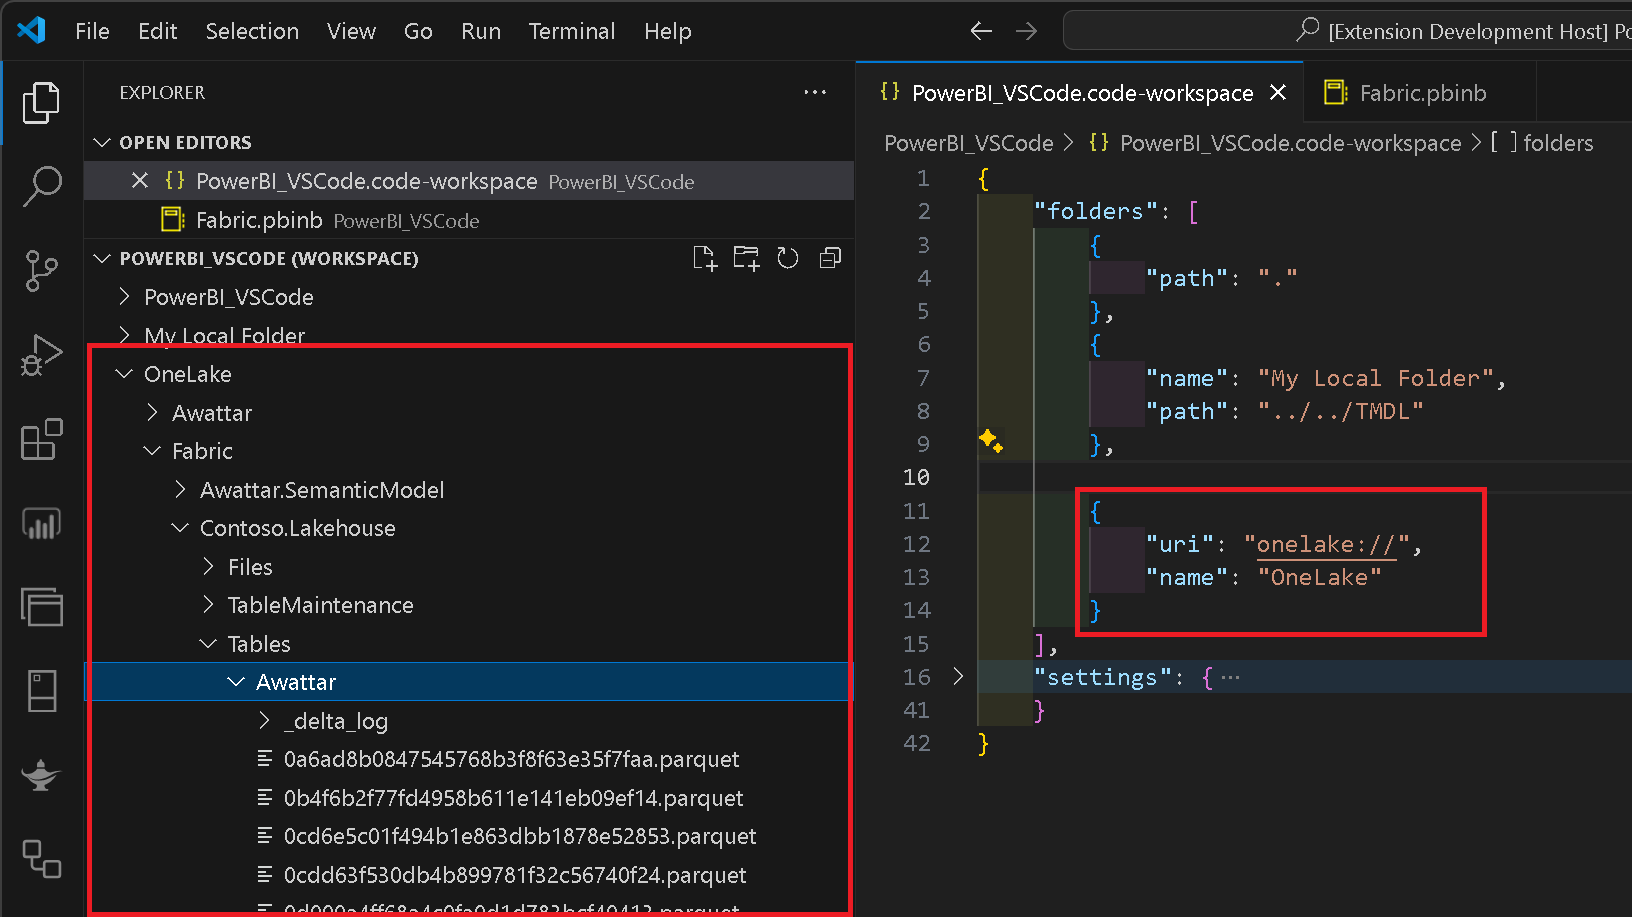 File Edit Selection View Go Run Terminal Help
[Extension Development Host] Po
EXPLORER
OPEN EDITORS
{} PowerBI_VSCode.code-workspace PowerBI_VSCode
Fabric.pbinb PowerBI_VSCode
POWERBI_VSCODE (WORKSPACE)
PowerBI_VSCode
My Local Folder
OneLake
Awattar
Fabric
Awattar.SemanticModel
Contoso.Lakehouse
Files
TableMaintenance
Tables
Awattar
_delta_log
0a6ad8b0847545768b3f8f63e35f7faa.parquet
0b4f6b2f77fd4958b611e141eb09ef14.parquet
0cd6e5c01f494b1e863dbb1878e52853.parquet
0cdd63f530db4b899781f32c56740f24.parquet
{} PowerBI_VSCode.code-workspace
Fabric.pbinb
PowerBI_VSCode > {} PowerBI_VSCode.code-workspace > [ ] folders
1 {
2 "folders": [
3 {
4 "path": "."
5 },
6 {
7 "name": "My Local Folder",
8 "path": "../../TMDL"
9 },
10
11 {
12 "uri": "onelake://",
13 "name": "OneLake"
14 }
15 ],
16 "settings": { ···
41 }
42 }